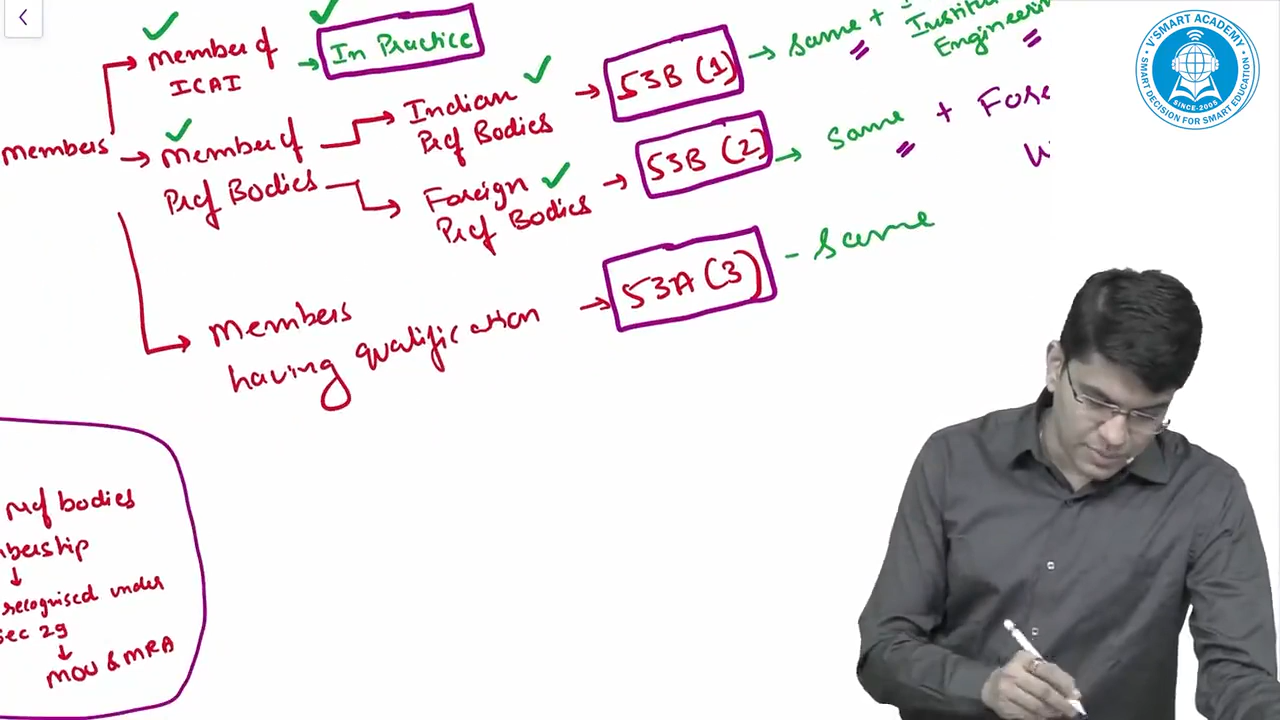 Member of
ICAI
In Practice
53B (1)
same +
Engineerin
Members
Member of
Prof Bodies
Indian
Prof Bodies
Foreign
Prof Bodies
53B (2)
same + Fore
53A (3) - same
Members
having qualification
Prof bodies
mbership
recognised under
sec 29
MOU & MRA
V'SMART ACADEMY
SINCE-2005
SMART DECISION FOR SMART EDUCATION